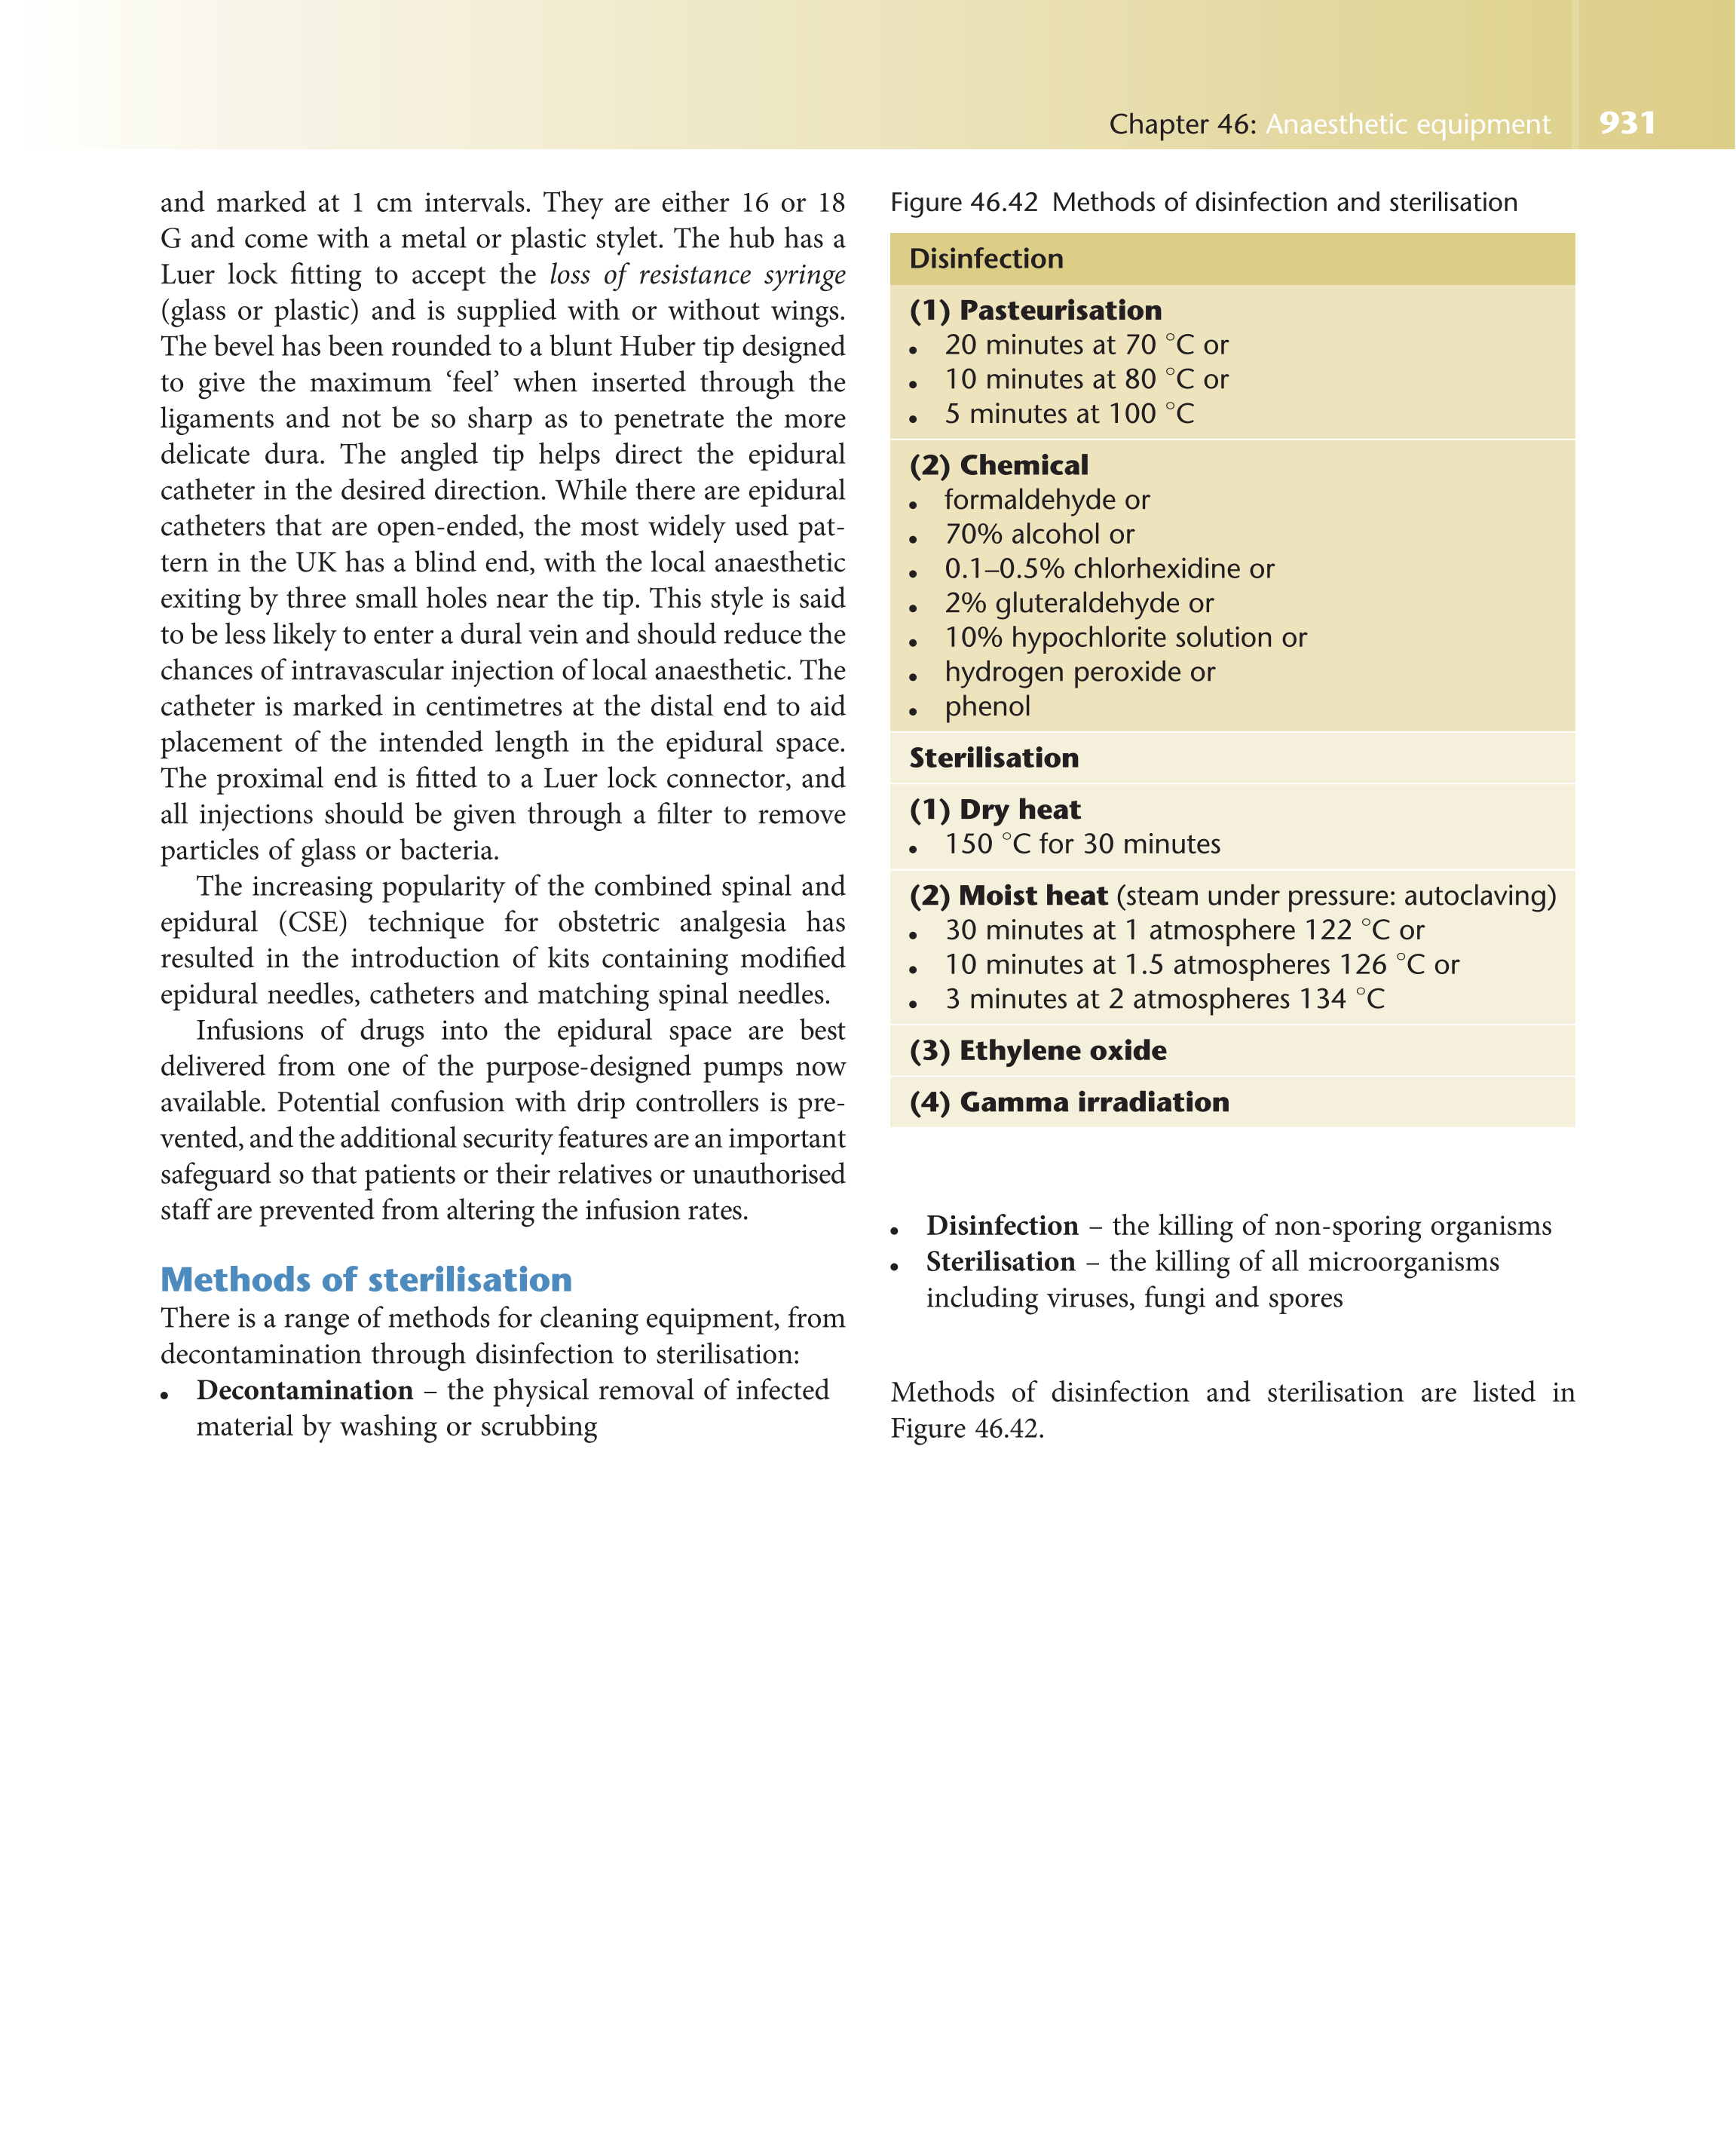 Chapter 46: Anaesthetic equipment 931
and marked at 1 cm intervals. They are either 16 or 18
G and come with a metal or plastic stylet. The hub has a
Luer lock fitting to accept the loss of resistance syringe
(glass or plastic) and is supplied with or without wings.
The bevel has been rounded to a blunt Huber tip designed
to give the maximum ‘feel’ when inserted through the
ligaments and not be so sharp as to penetrate the more
delicate dura. The angled tip helps direct the epidural
catheter in the desired direction. While there are epidural
catheters that are open-ended, the most widely used pat-
tern in the UK has a blind end, with the local anaesthetic
exiting by three small holes near the tip. This style is said
to be less likely to enter a dural vein and should reduce the
chances of intravascular injection of local anaesthetic. The
catheter is marked in centimetres at the distal end to aid
placement of the intended length in the epidural space.
The proximal end is fitted to a Luer lock connector, and
all injections should be given through a filter to remove
particles of glass or bacteria.
The increasing popularity of the combined spinal and
epidural (CSE) technique for obstetric analgesia has
resulted in the introduction of kits containing modified
epidural needles, catheters and matching spinal needles.
Infusions of drugs into the epidural space are best
delivered from one of the purpose-designed pumps now
available. Potential confusion with drip controllers is pre-
vented, and the additional security features are an important
safeguard so that patients or their relatives or unauthorised
staff are prevented from altering the infusion rates.
Methods of sterilisation
There is a range of methods for cleaning equipment, from
decontamination through disinfection to sterilisation:
• Decontamination – the physical removal of infected
material by washing or scrubbing
Figure 46.42 Methods of disinfection and sterilisation
Disinfection
(1) Pasteurisation
• 20 minutes at 70 °C or
• 10 minutes at 80 °C or
• 5 minutes at 100 °C
(2) Chemical
• formaldehyde or
• 70% alcohol or
• 0.1–0.5% chlorhexidine or
• 2% gluteraldehyde or
• 10% hypochlorite solution or
• hydrogen peroxide or
• phenol
Sterilisation
(1) Dry heat
• 150 °C for 30 minutes
(2) Moist heat (steam under pressure: autoclaving)
• 30 minutes at 1 atmosphere 122 °C or
• 10 minutes at 1.5 atmospheres 126 °C or
• 3 minutes at 2 atmospheres 134 °C
(3) Ethylene oxide
(4) Gamma irradiation
• Disinfection – the killing of non-sporing organisms
• Sterilisation – the killing of all microorganisms
including viruses, fungi and spores
Methods of disinfection and sterilisation are listed in
Figure 46.42.